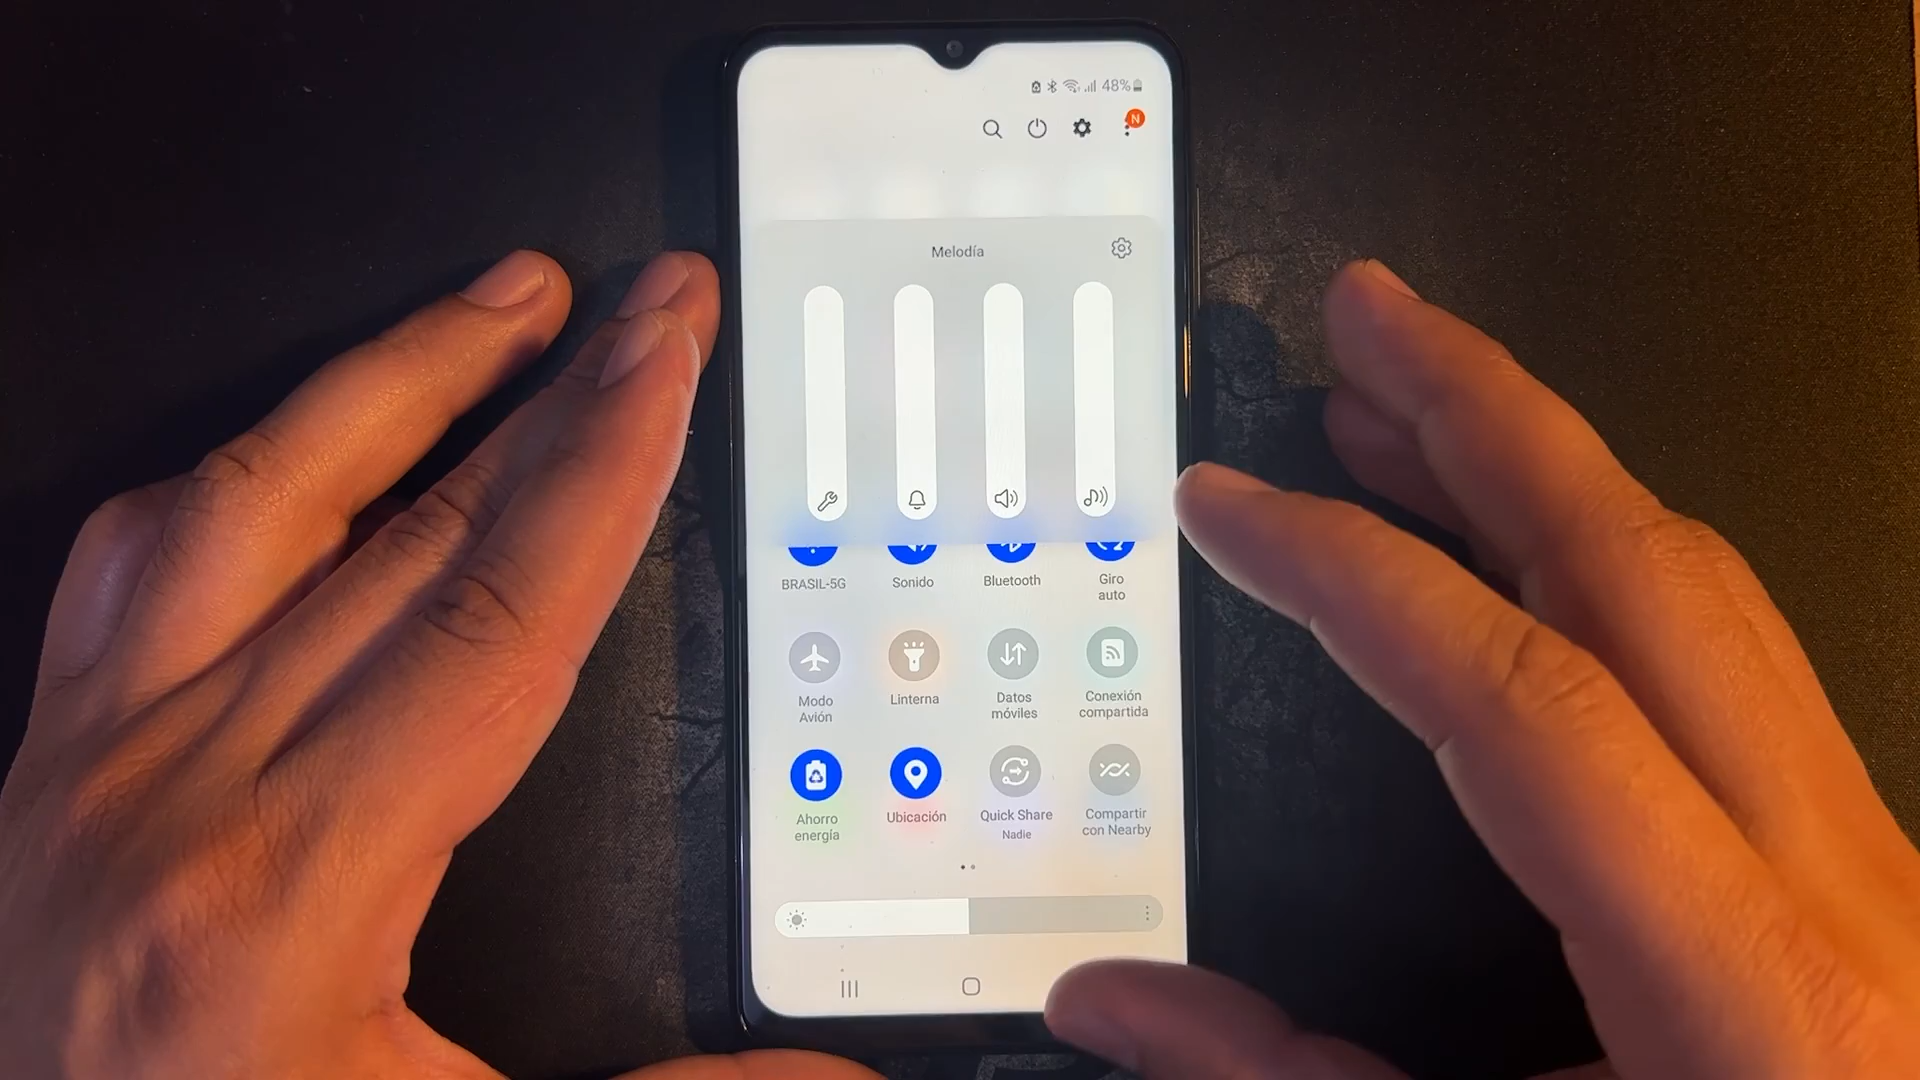 48%
N
Melodía
BRASIL-5G
Sonido
Bluetooth
Giro
auto
Modo
Avión
Linterna
Datos
móviles
Conexión
compartida
Ahorro
energía
Ubicación
Quick Share
Nadie
Compartir
con Nearby